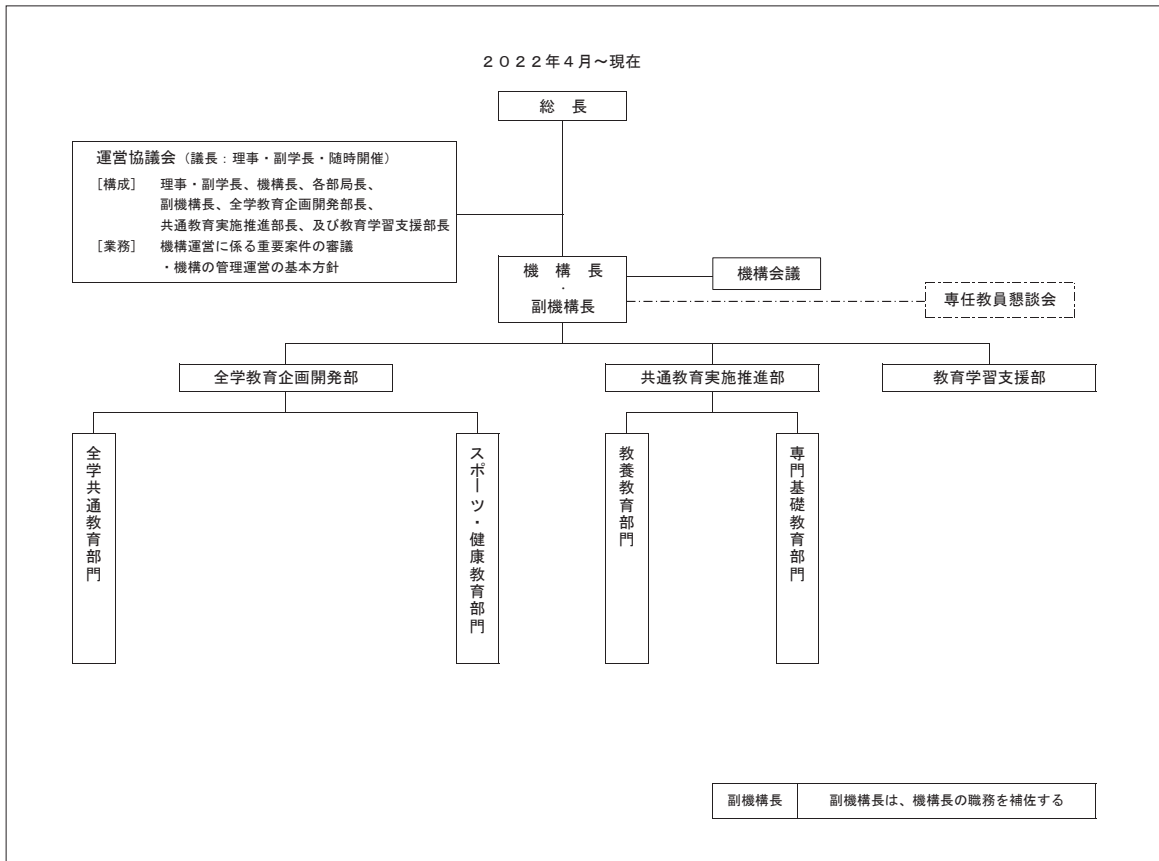 ２０２２年４月～現在
総　長
運営協議会（議長：理事・副学長・随時開催）
［構成］　理事・副学長、機構長、各部局長、
副機構長、全学教育企画開発部長、
共通教育実施推進部長、及び教育学習支援部長
［業務］　機構運営に係る重要案件の審議
・機構の管理運営の基本方針
機　構　長
・
副機構長
機構会議
専任教員懇談会
全学教育企画開発部
共通教育実施推進部
教育学習支援部
全学共通教育部門
スポーツ・健康教育部門
教養教育部門
専門基礎教育部門
副機構長　副機構長は、機構長の職務を補佐する